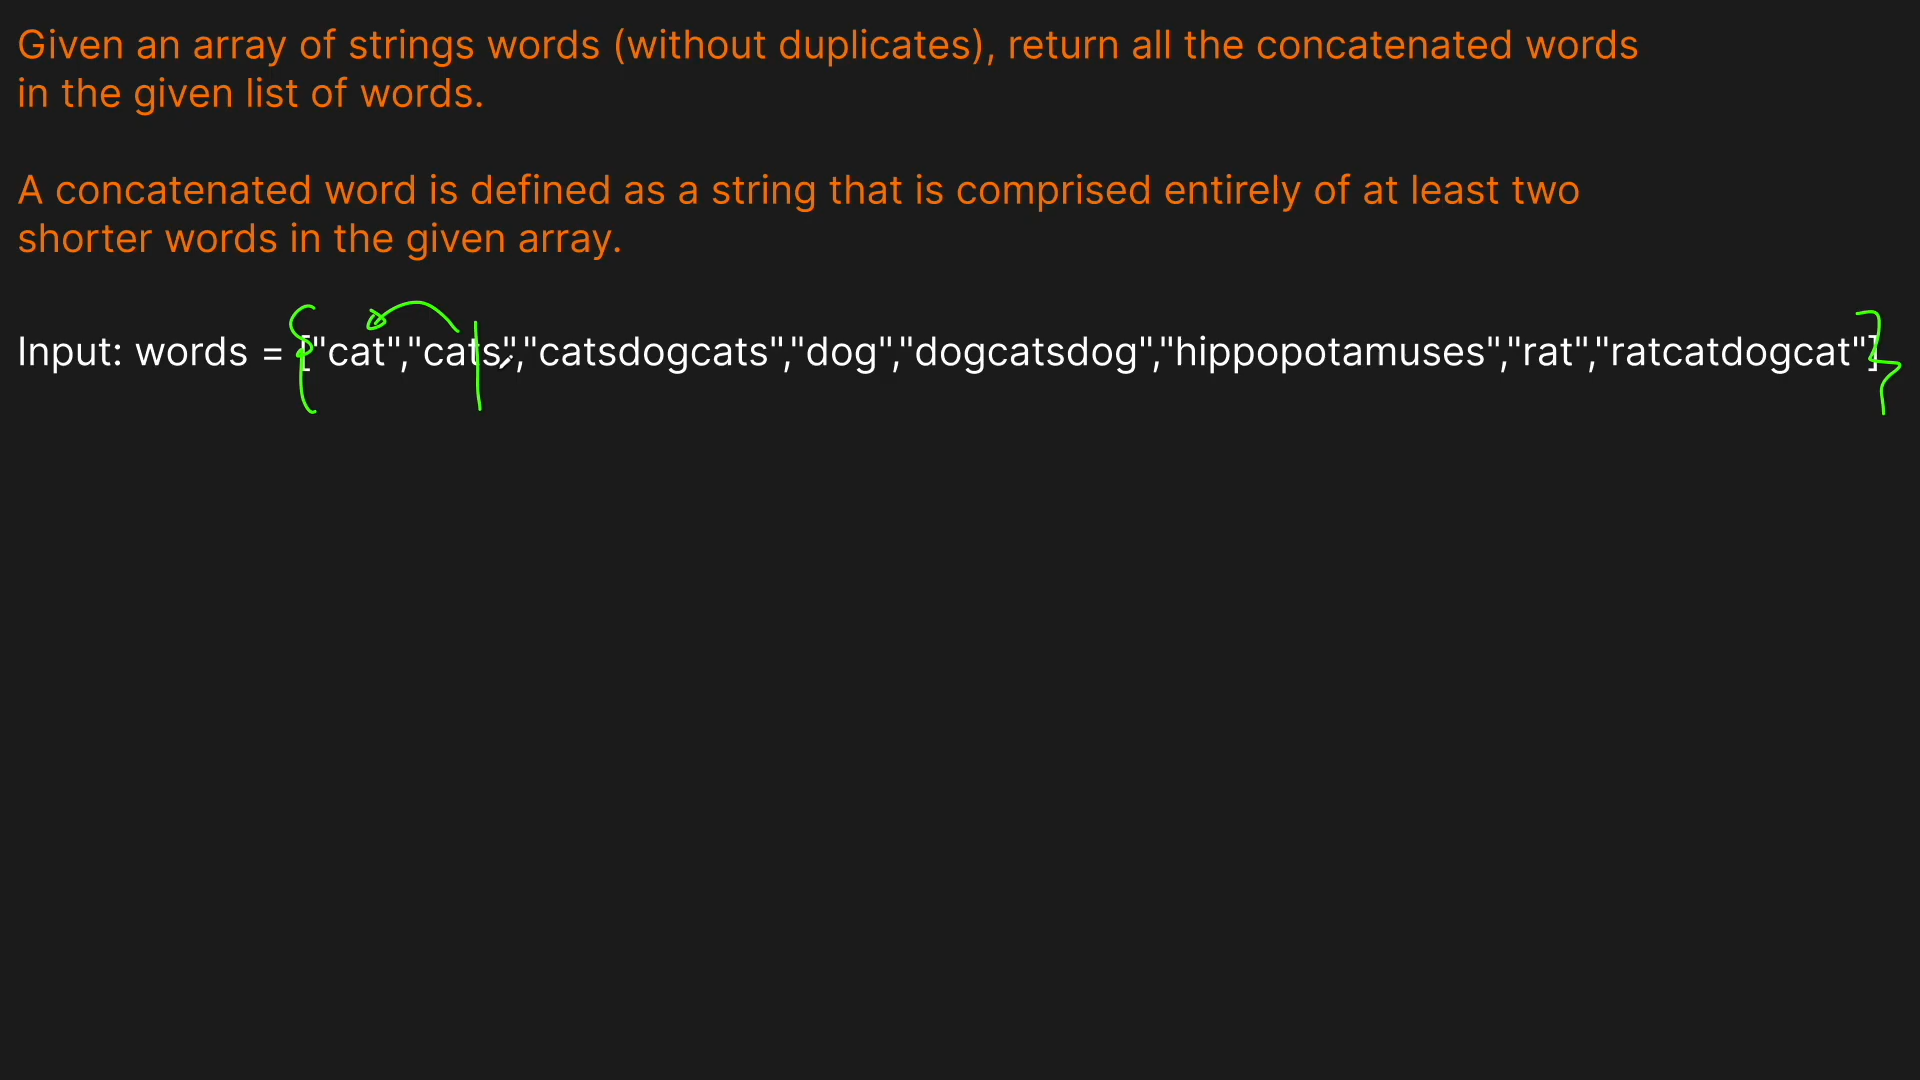 Given an array of strings words (without duplicates), return all the concatenated words
in the given list of words.
A concatenated word is defined as a string that is comprised entirely of at least two
shorter words in the given array.
Input: words = ["cat","cats","catsdogcats","dog","dogcatsdog","hippopotamuses","rat","ratcatdogcat"]